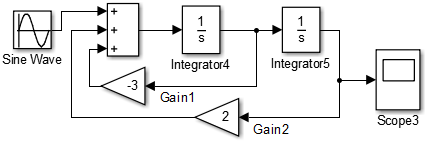 +
+
+
1
s
1
s
Sine Wave
Integrator4
Integrator5
-3
Gain1
2
Gain2
Scope3